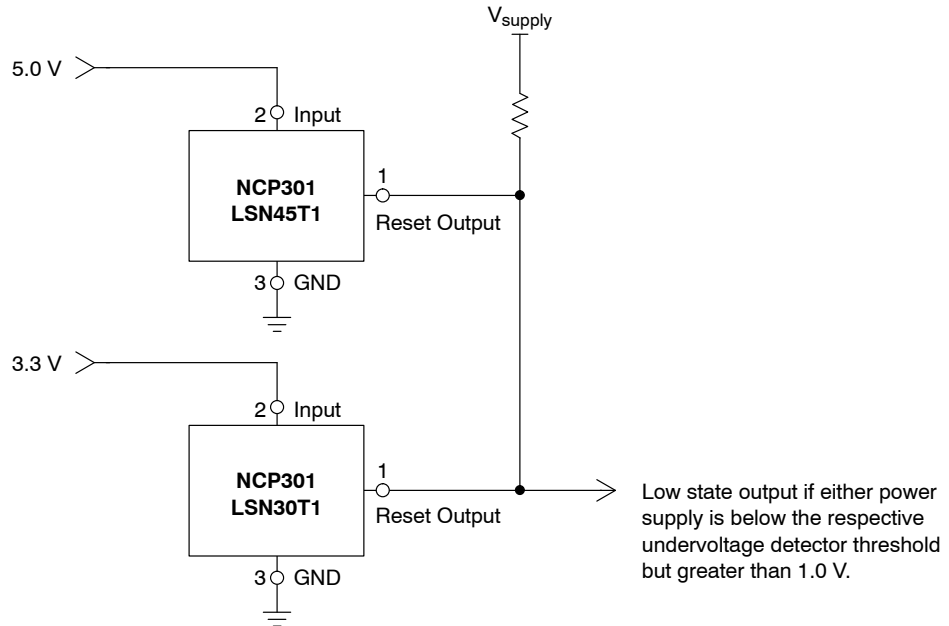 Vsupply
5.0 V
2 Input
NCP301
LSN45T1
1
Reset Output
3 GND
3.3 V
2 Input
NCP301
LSN30T1
1
Reset Output
3 GND
Low state output if either power
supply is below the respective
undervoltage detector threshold
but greater than 1.0 V.